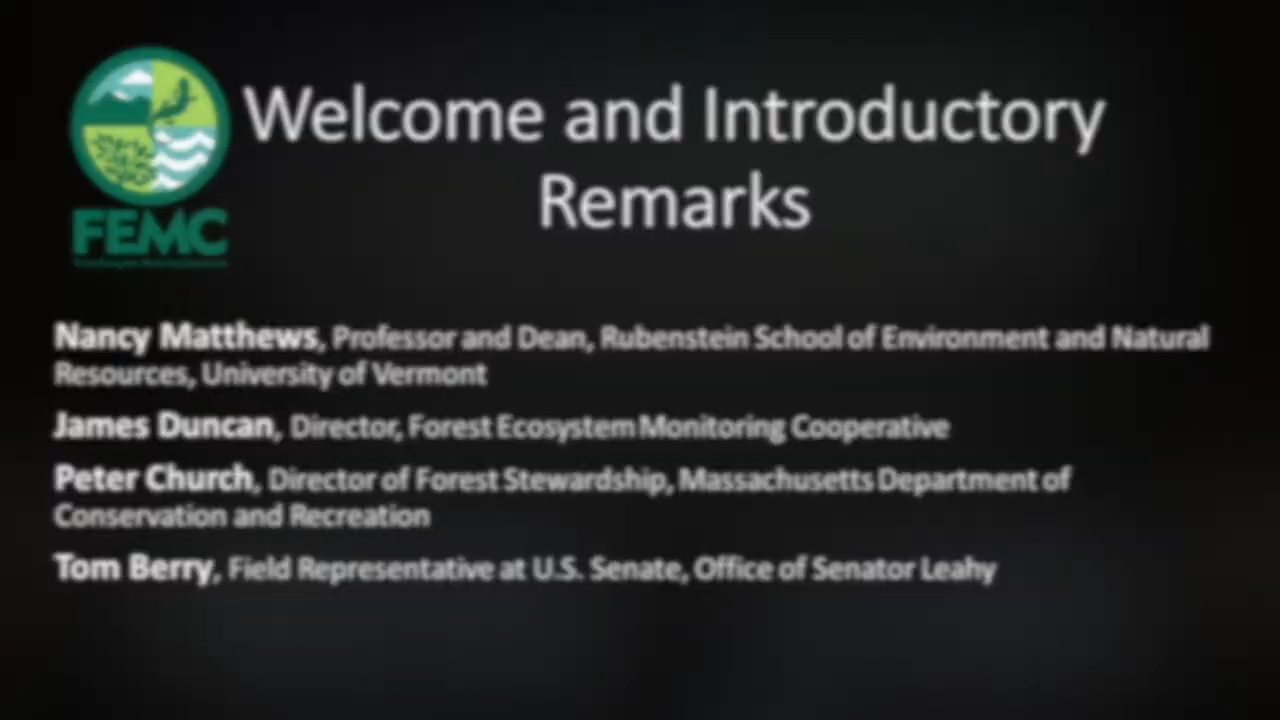 Welcome and Introductory
Remarks
FEMC
Nancy Matthews, Professor and Dean, Rubenstein School of Environment and Natural
Resources, University of Vermont
James Duncan, Director, Forest Ecosystem Monitoring Cooperative
Peter Church, Director of Forest Stewardship, Massachusetts Department of
Conservation and Recreation
Tom Berry, Field Representative at U.S. Senate, Office of Senator Leahy